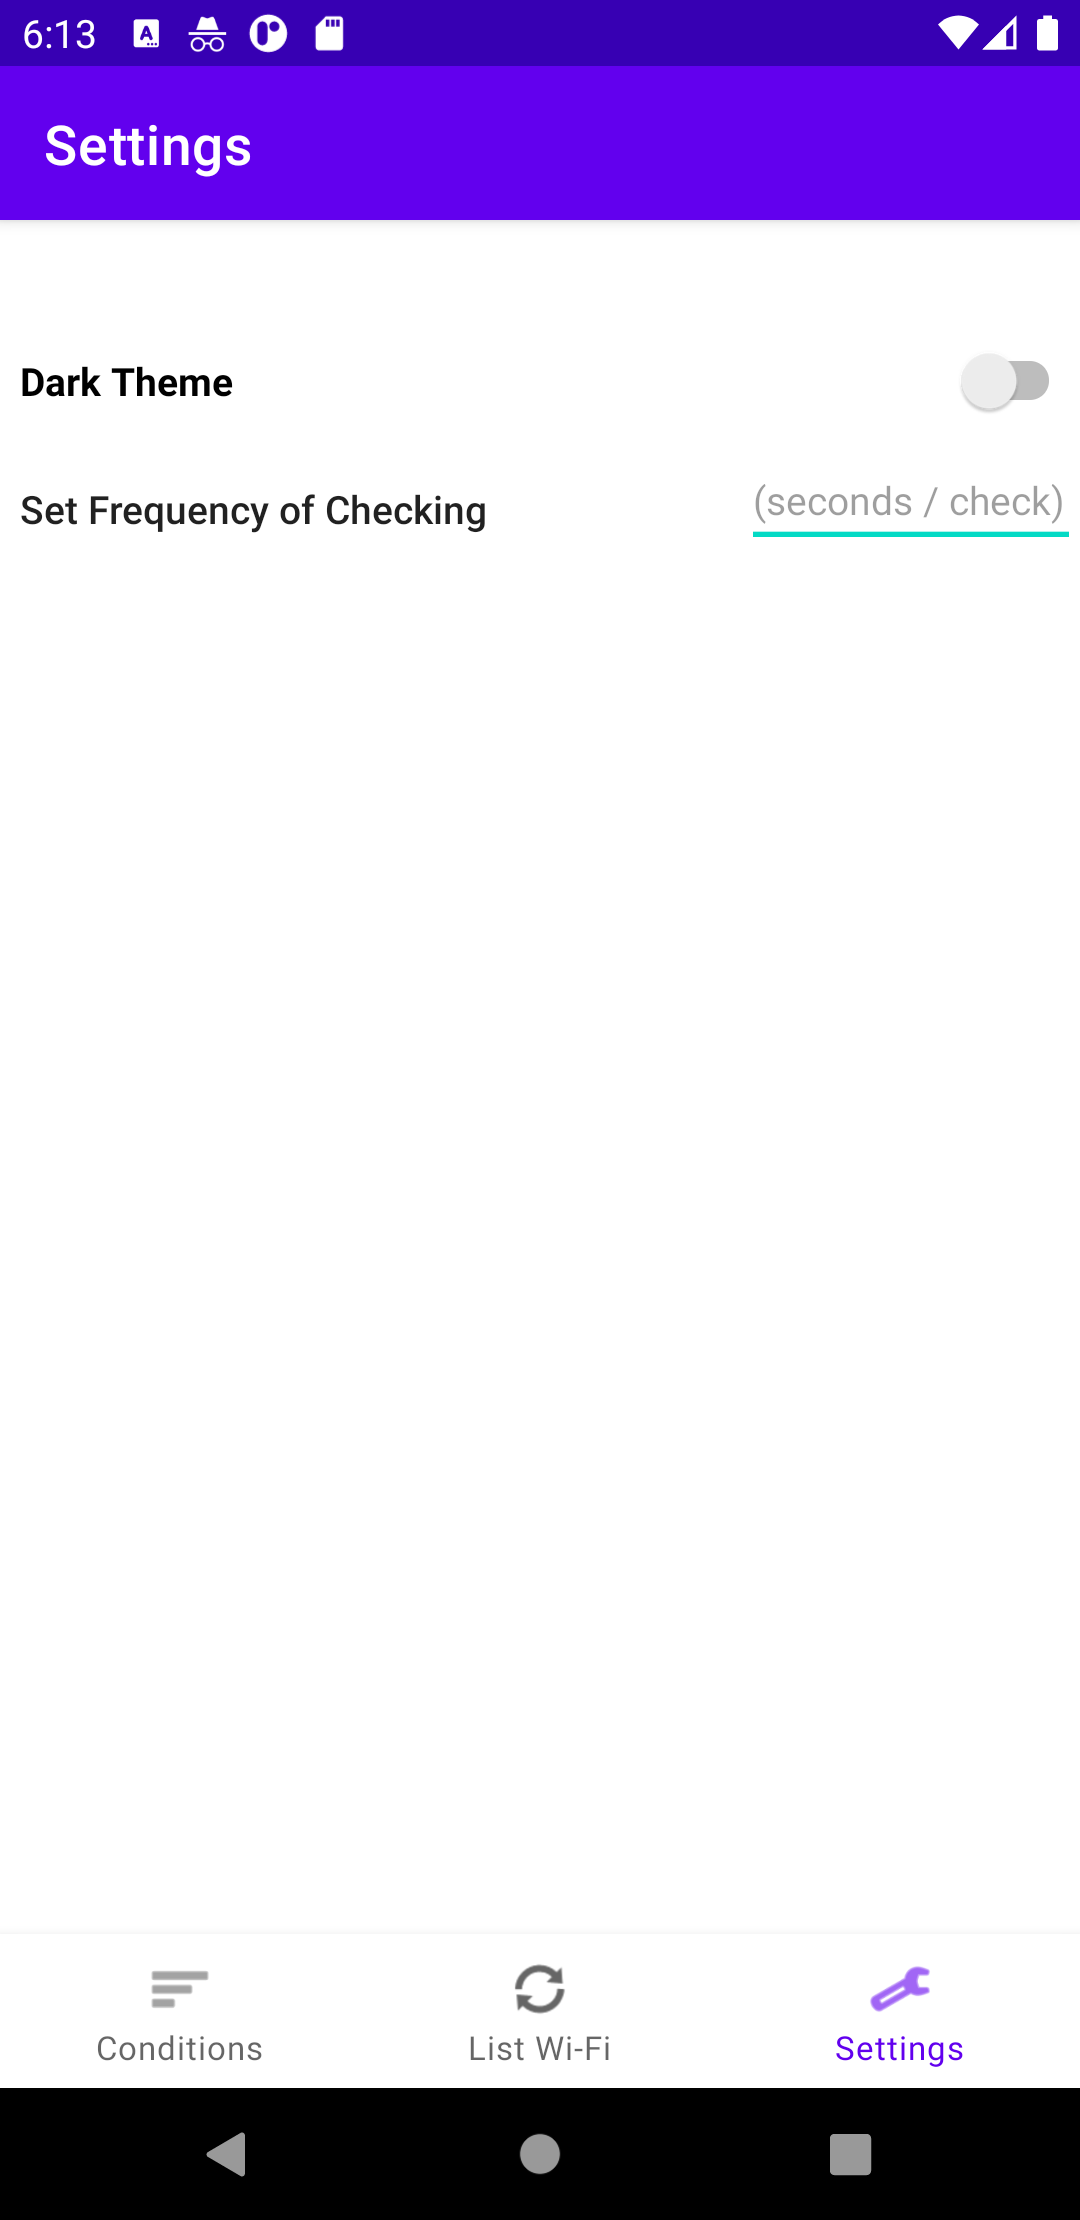 6:13
Settings
Dark Theme
Set Frequency of Checking
(seconds / check)
Conditions
List Wi-Fi
Settings